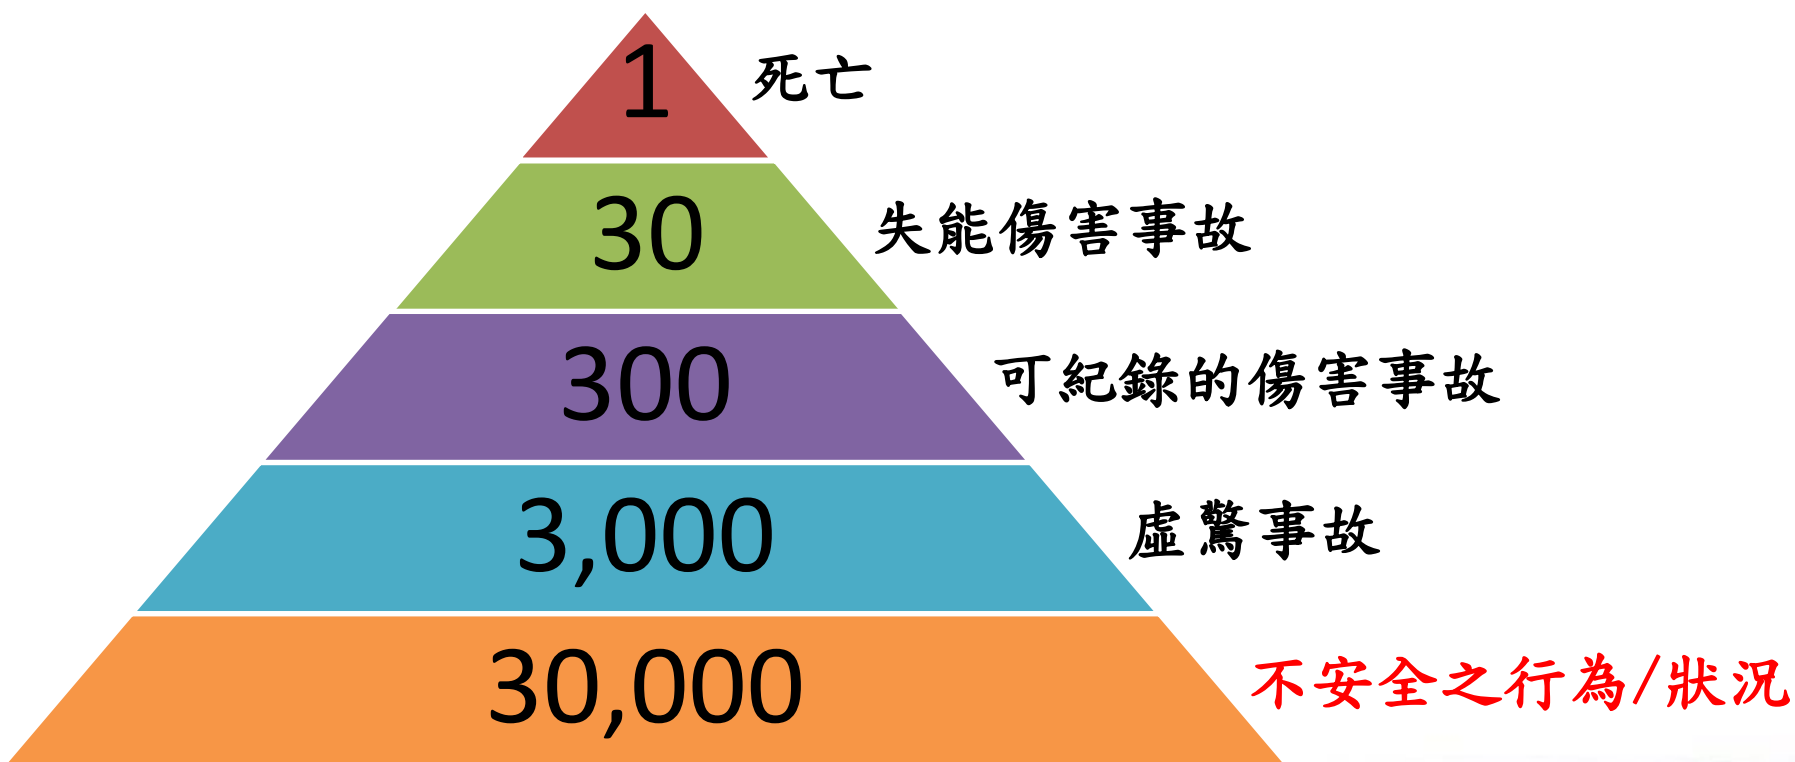 1 死亡
30 失能傷害事故
300 可紀錄的傷害事故
3,000 虛驚事故
30,000 不安全之行為/狀況